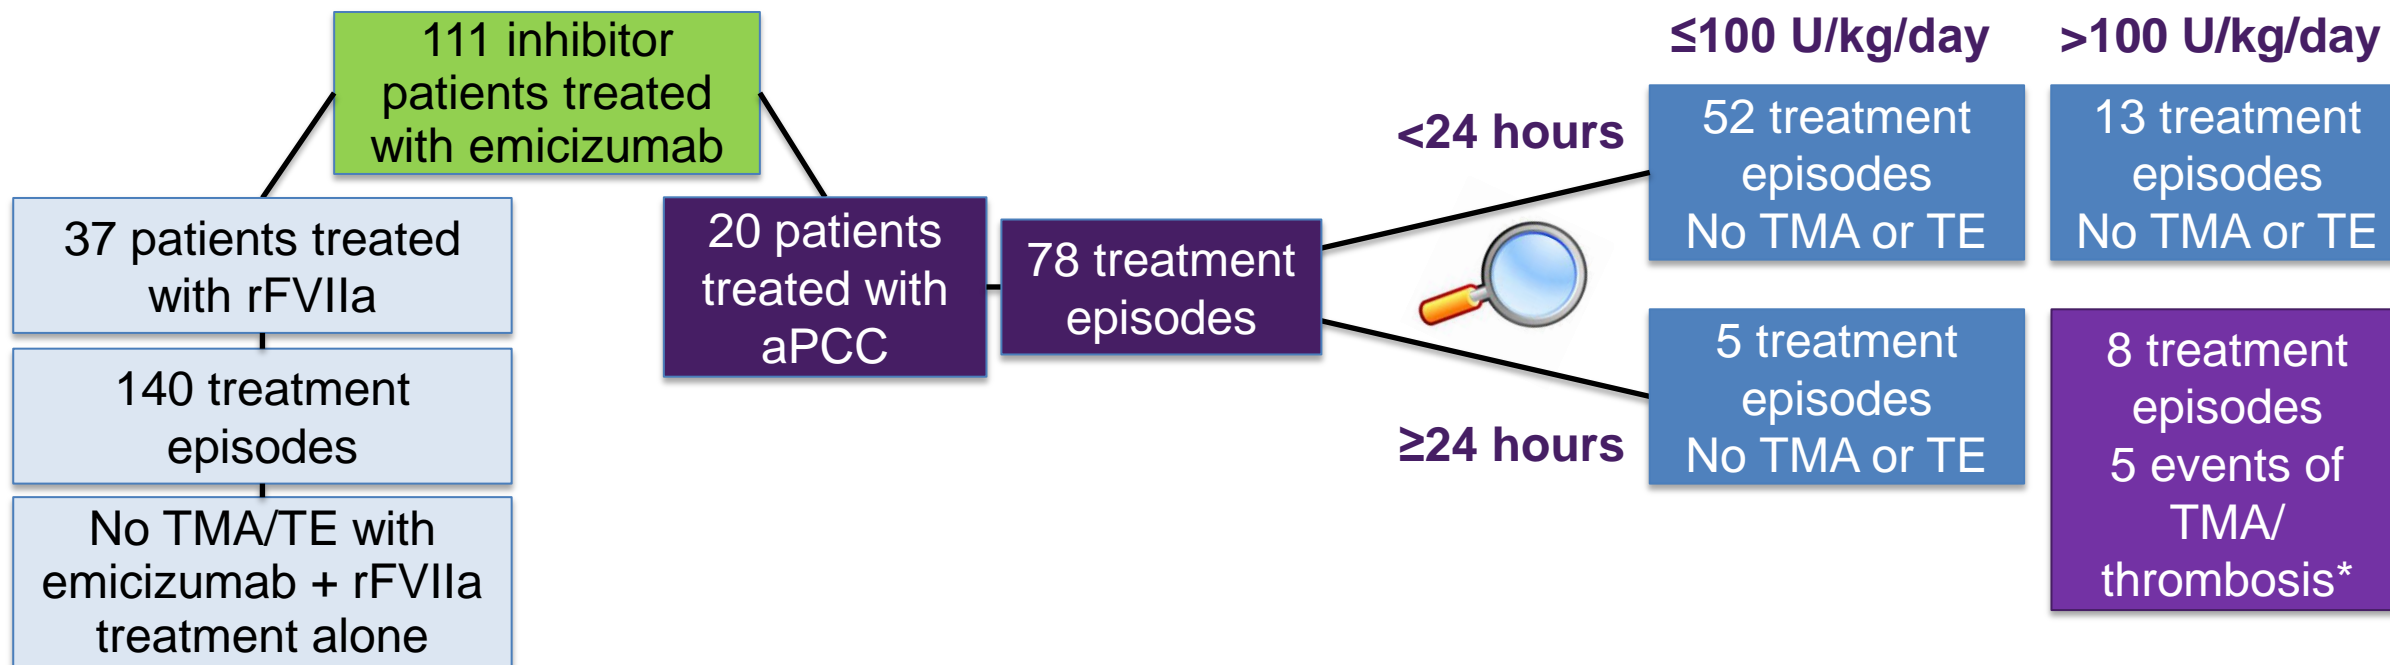 111 inhibitor
patients treated
with emicizumab
37 patients treated
with rFVIIa
140 treatment
episodes
No TMA/TE with
emicizumab + rFVIIa
treatment alone
20 patients
treated with
aPCC
78 treatment
episodes
≤100 U/kg/day
>100 U/kg/day
<24 hours
52 treatment
episodes
No TMA or TE
13 treatment
episodes
No TMA or TE
≥24 hours
5 treatment
episodes
No TMA or TE
8 treatment
episodes
5 events of
TMA/
thrombosis*